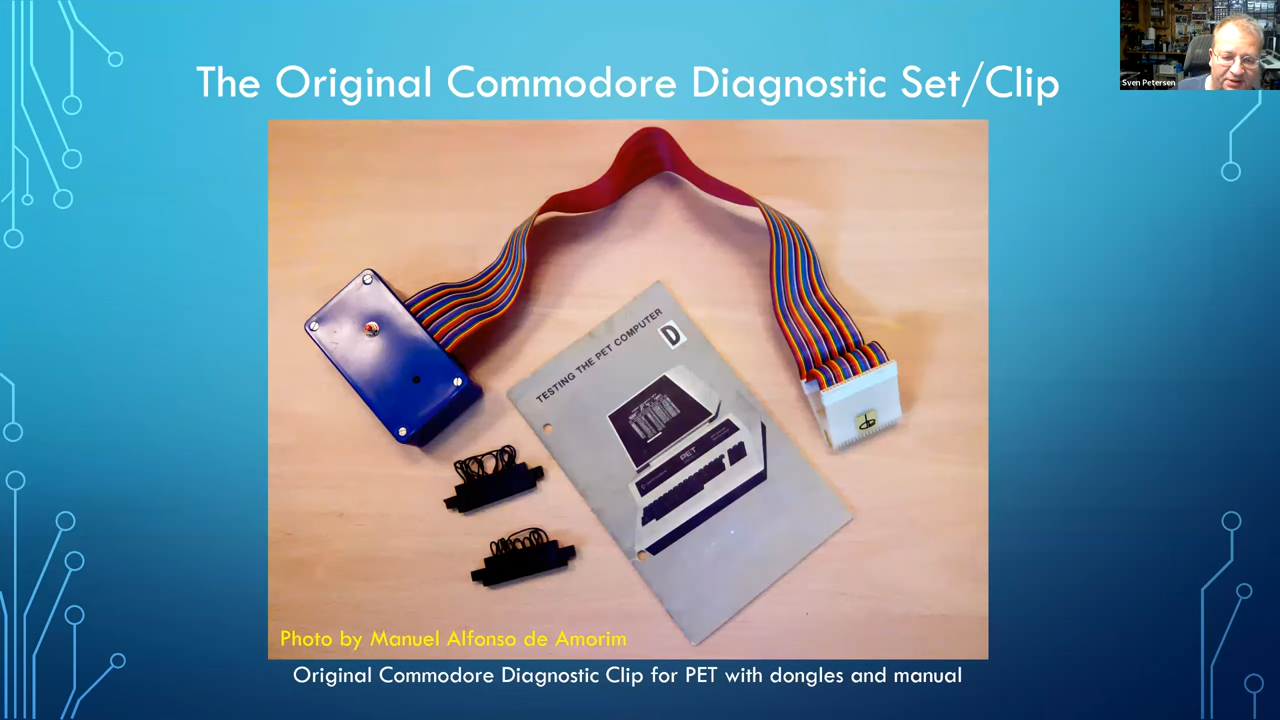 The Original Commodore Diagnostic Set/Clip
Sven Petersen
TESTING THE PET COMPUTER
D
PET
Photo by Manuel Alfonso de Amorim
Original Commodore Diagnostic Clip for PET with dongles and manual